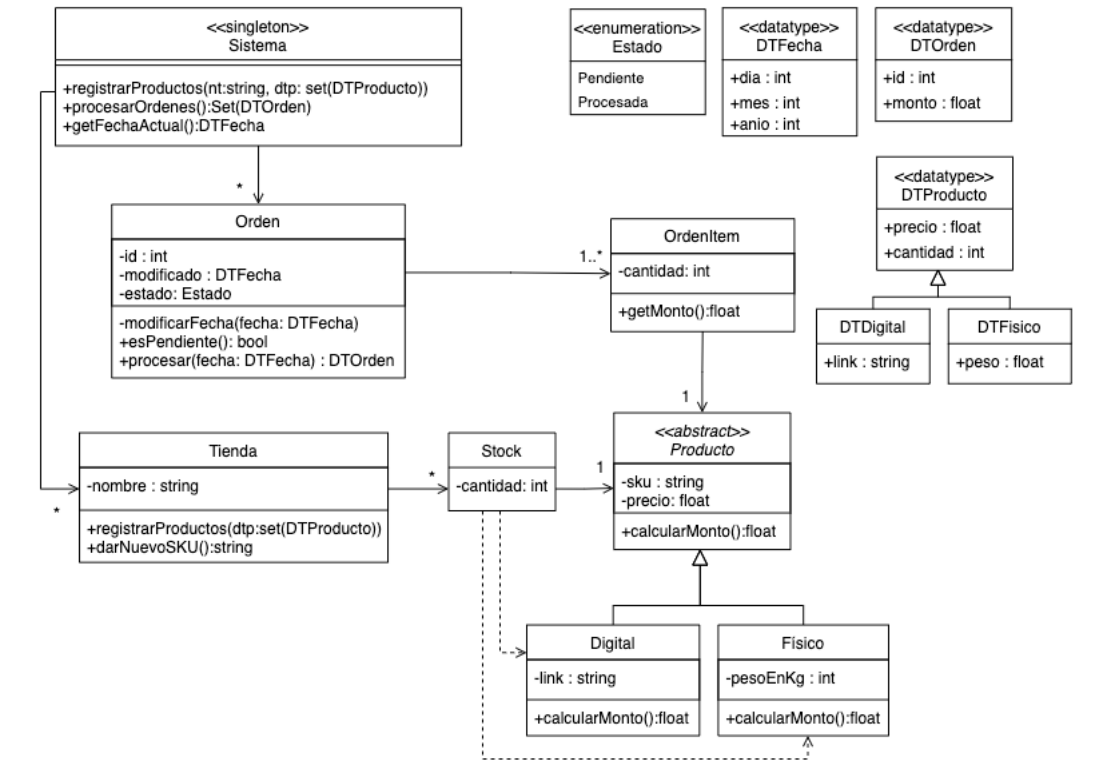 <<singleton>>
Sistema
+registrarProductos(nt:string, dtp: set(DTProducto))
+procesarOrdenes():Set(DTOrden)
+getFechaActual():DTFecha
<<enumeration>>
Estado
Pendiente
Procesada
<<datatype>>
DTFecha
+dia : int
+mes : int
+anio : int
<<datatype>>
DTOrden
+id : int
+monto : float
<<datatype>>
DTProducto
+precio : float
+cantidad : int
DTDigital
+link : string
DTFisico
+peso : float
*
Orden
-id : int
-modificado : DTFecha
-estado: Estado
-modificarFecha(fecha: DTFecha)
+esPendiente(): bool
+procesar(fecha: DTFecha) : DTOrden
1..*
OrdenItem
-cantidad: int
+getMonto():float
1
*
Tienda
-nombre : string
+registrarProductos(dtp:set(DTProducto))
+darNuevoSKU():string
*
Stock
-cantidad: int
1
<<abstract>>
Producto
-sku : string
-precio: float
+calcularMonto():float
Digital
-link : string
+calcularMonto():float
Físico
-pesoEnKg : int
+calcularMonto():float